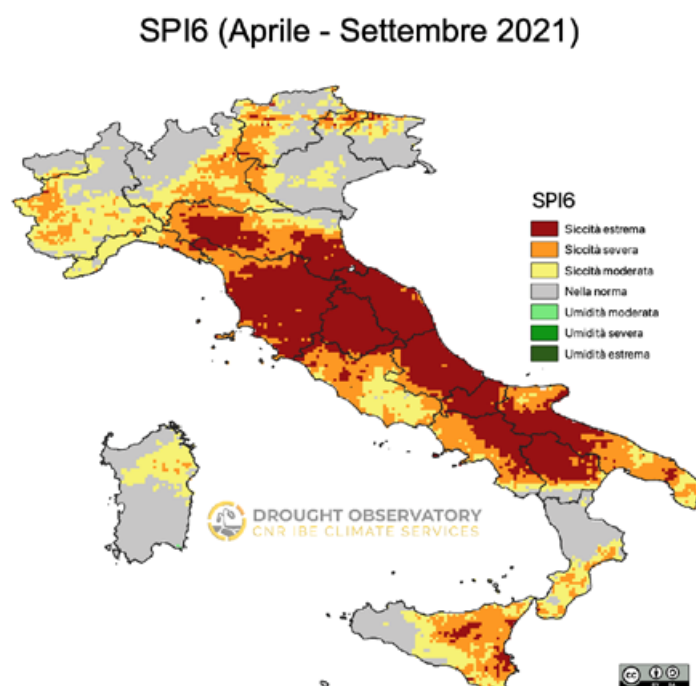 SPI6 (Aprile - Settembre 2021)
SPI6
Siccità estrema
Siccità severa
Siccità moderata
Nella norma
Umidità moderata
Umidità severa
Umidità estrema
DROUGHT OBSERVATORY
CNR IBE CLIMATE SERVICES
cc